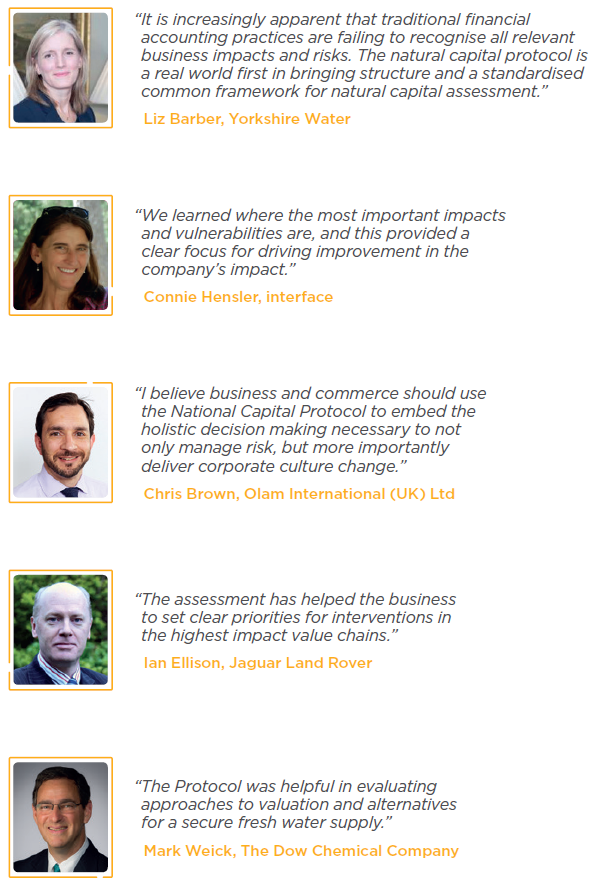 “It is increasingly apparent that traditional financial
accounting practices are failing to recognise all relevant
business impacts and risks. The natural capital protocol is
a real world first in bringing structure and a standardised
common framework for natural capital assessment.”
Liz Barber, Yorkshire Water
“We learned where the most important impacts
and vulnerabilities are, and this provided a
clear focus for driving improvement in the
company’s impact.”
Connie Hensler, interface
“I believe business and commerce should use
the National Capital Protocol to embed the
holistic decision making necessary to not
only manage risk, but more importantly
deliver corporate culture change.”
Chris Brown, Olam International (UK) Ltd
“The assessment has helped the business
to set clear priorities for interventions in
the highest impact value chains.”
Ian Ellison, Jaguar Land Rover
“The Protocol was helpful in evaluating
approaches to valuation and alternatives
for a secure fresh water supply.”
Mark Weick, The Dow Chemical Company